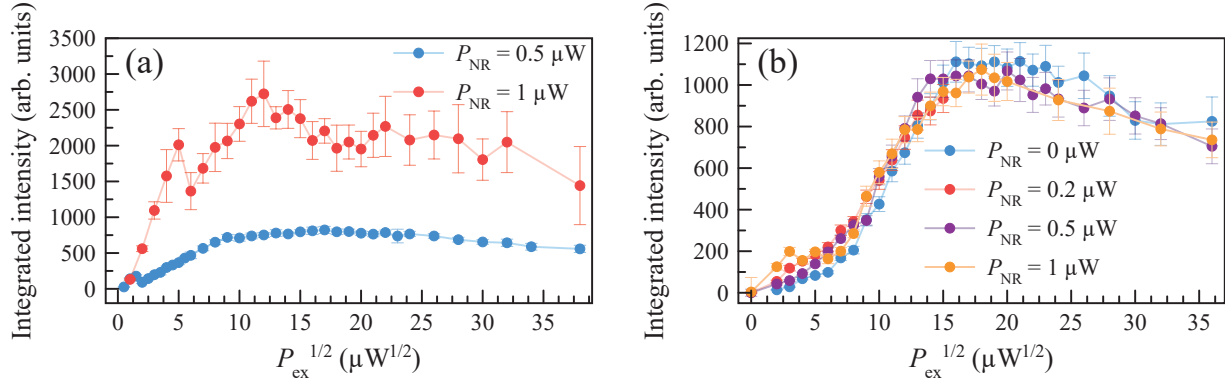 Integrated intensity (arb. units)
3500
3000
2500
2000
1500
1000
500
0
(a)
P_NR = 0.5 μW
P_NR = 1 μW
0 5 10 15 20 25 30 35
P_ex^1/2 (μW^1/2)
Integrated intensity (arb. units)
1200
1000
800
600
400
200
0
(b)
P_NR = 0 μW
P_NR = 0.2 μW
P_NR = 0.5 μW
P_NR = 1 μW
0 5 10 15 20 25 30 35
P_ex^1/2 (μW^1/2)